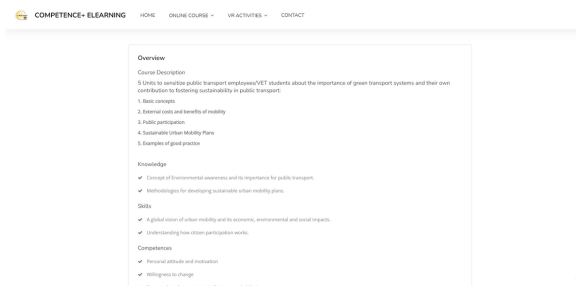 COMPETENCE+ ELEARNING HOME ONLINE COURSE VR ACTIVITIES CONTACT
Overview
Course Description
5 Units to sensitize public transport employees/VET students about the importance of green transport systems and their own
contribution to fostering sustainability in public transport:
1. Basic concepts
2. External costs and benefits of mobility
3. Public participation
4. Sustainable Urban Mobility Plans
5. Examples of good practice
Knowledge
Concept of Environmental awareness and its importance for public transport
Methodologies for developing sustainable urban mobility plans.
Skills
A global vision of urban mobility and its economic, environmental and social impacts.
Understanding how citizen participation works.
Competences
Personal attitude and motivation
Willingness to change